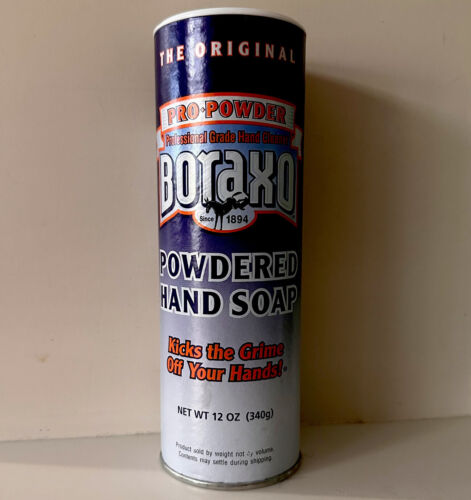 THE ORIGINAL
PRO•POWDER
Professional Grade Hand Cleaner
BORAXO
Since 1894
POWDERED
HAND SOAP
Kicks the Grime
Off Your Hands!®
NET WT 12 OZ (340g)
Product sold by weight not by volume.
Contents may settle during shipping.